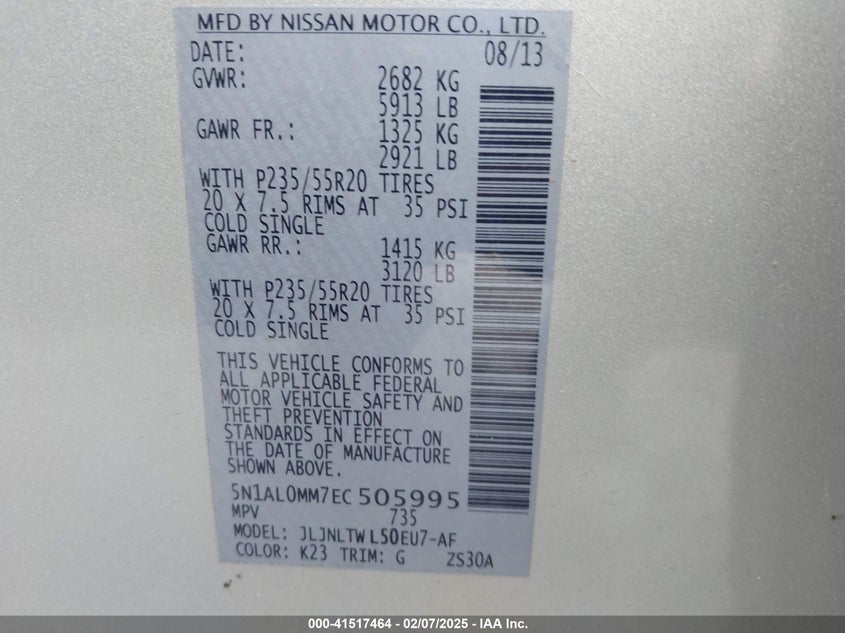 MFD BY NISSAN MOTOR CO., LTD.
DATE: 08/13
GVWR: 2682 KG
5913 LB
GAWR FR.: 1325 KG
2921 LB
WITH P235/55R20 TIRES
20 X 7.5 RIMS AT 35 PSI
COLD SINGLE
GAWR RR.: 1415 KG
3120 LB
WITH P235/55R20 TIRES
20 X 7.5 RIMS AT 35 PSI
COLD SINGLE
THIS VEHICLE CONFORMS TO
ALL APPLICABLE FEDERAL
MOTOR VEHICLE SAFETY AND
THEFT PREVENTION
STANDARDS IN EFFECT ON
THE DATE OF MANUFACTURE
SHOWN ABOVE.
5N1AL0MM7EC 505995
MPV 735
MODEL: JLJNLTW L50EU7-AF
COLOR: K23 TRIM: G ZS30A
000-41517464 - 02/07/2025 - IAA Inc.